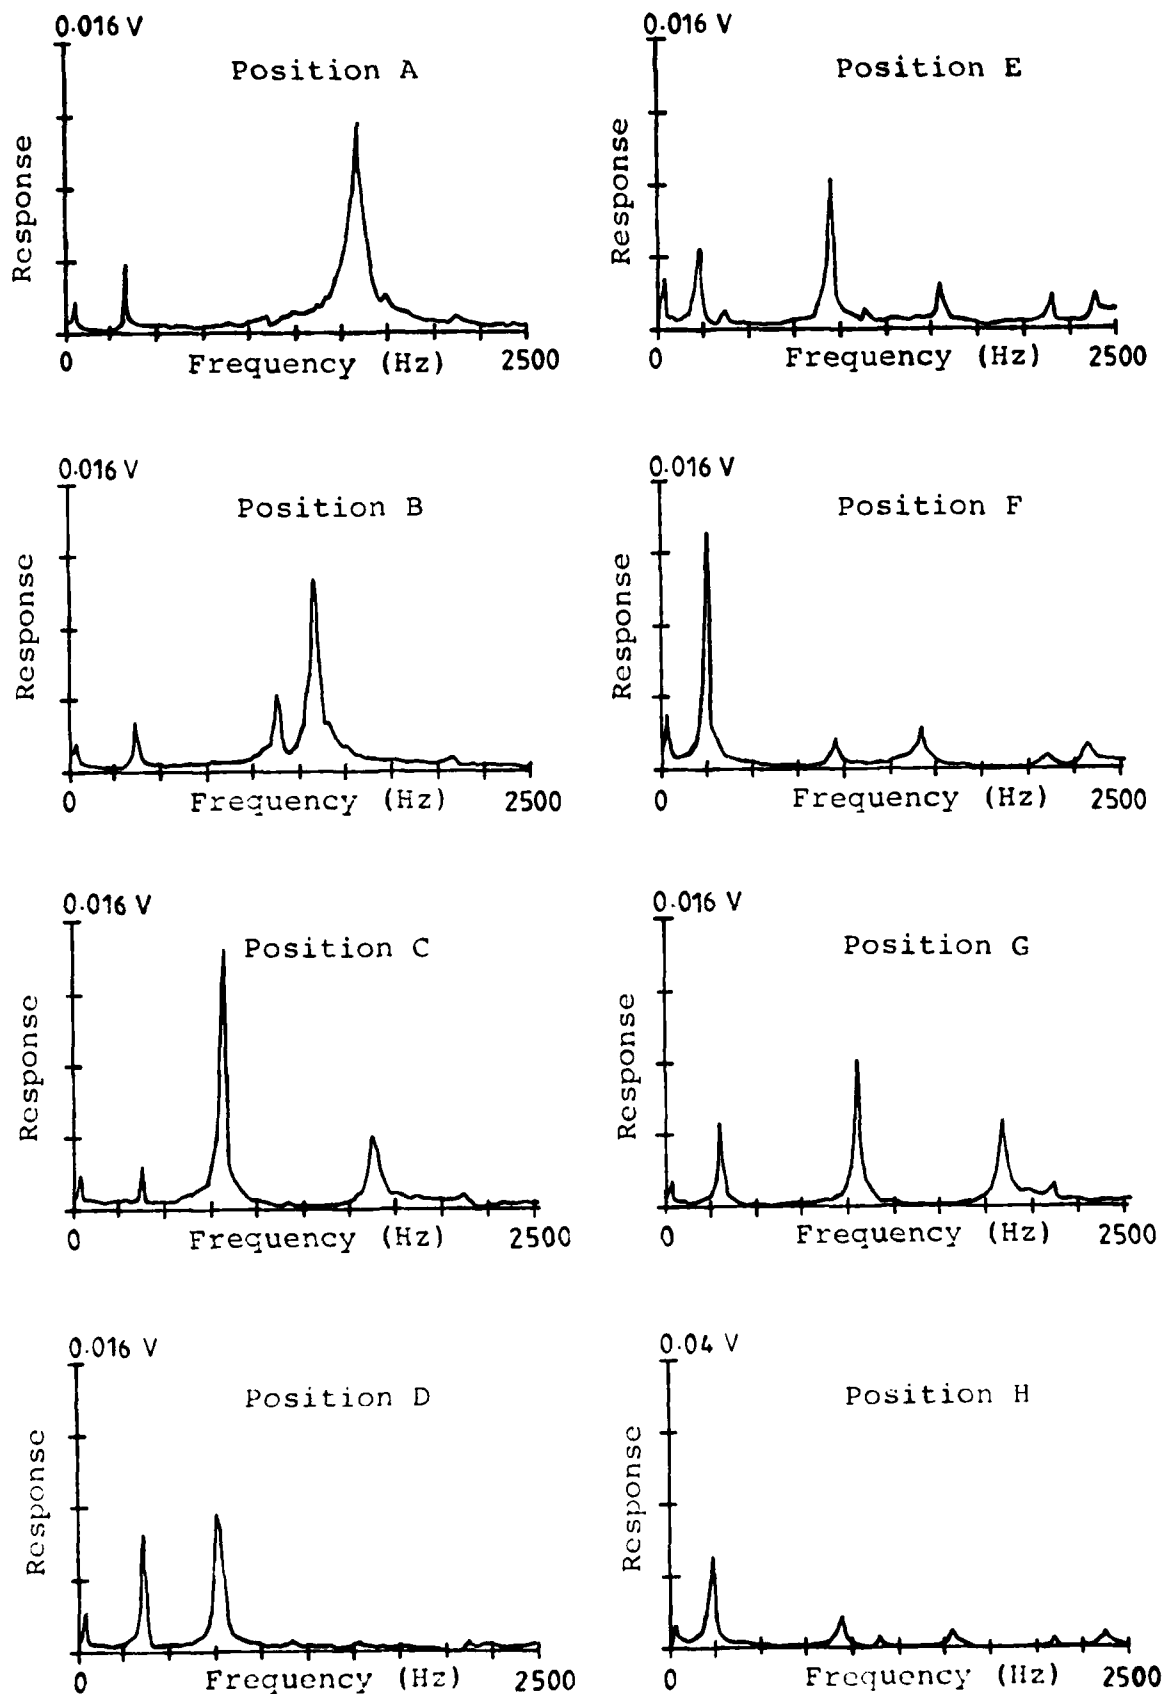 0.016 V
Position A
Response
0 Frequency (Hz) 2500
0.016 V
Position E
Response
0 Frequency (Hz) 2500
0.016 V
Position B
Response
0 Frequency (Hz) 2500
0.016 V
Position F
Response
0 Frequency (Hz) 2500
0.016 V
Position C
Response
0 Frequency (Hz) 2500
0.016 V
Position G
Response
0 Frequency (Hz) 2500
0.016 V
Position D
Response
0 Frequency (Hz) 2500
0.04 V
Position H
Response
0 Frequency (Hz) 2500